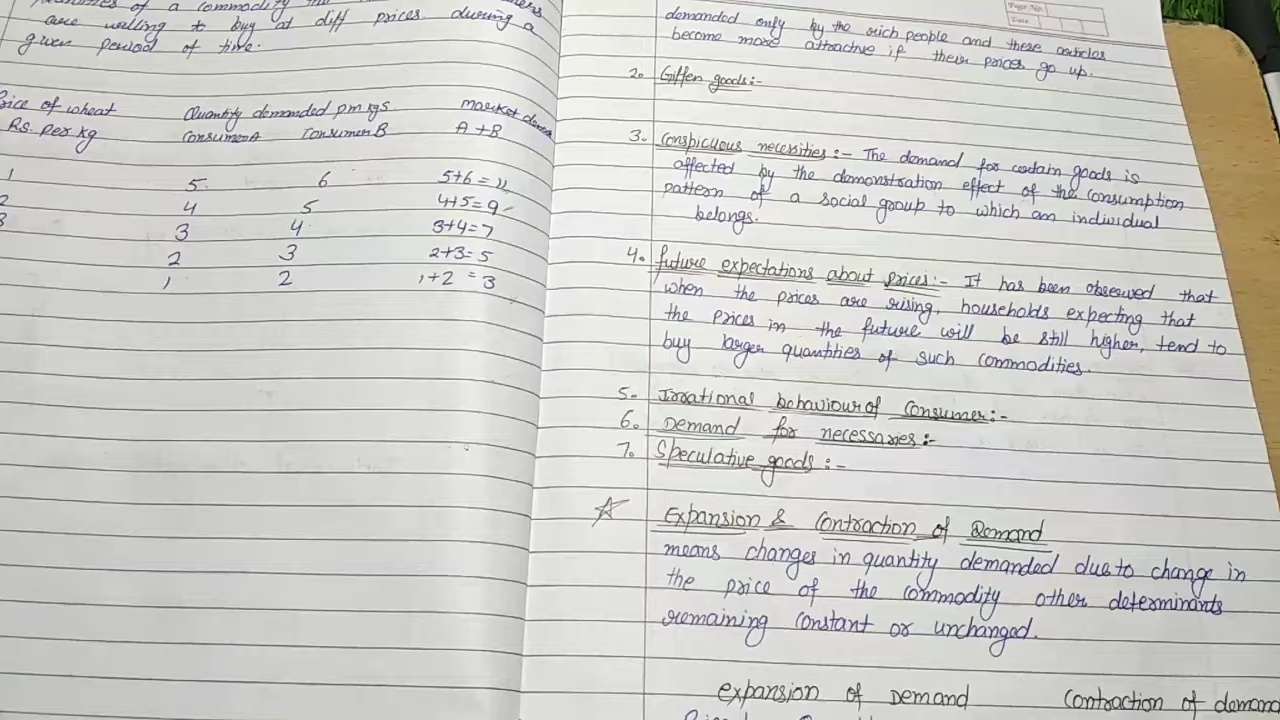 of a commodity
are willing to buy at diff prices during a
given period of time.
Price of wheat Quantity demanded pm kgs market
Rs. per kg Consumer A Consumer B A + B
1 5 6 5+6 = 11
2 4 5 4+5 = 9
3 3 4 3+4=7
2 3 2+3= 5
1 2 1+2 = 3
demanded only by the rich people and these articles
become more attractive if their prices go up.
Page No.
Date
2. Giffen goods:-
3. Conspicuous necessities:- The demand for certain goods is
affected by the demonstration effect of the consumption
pattern of a social group to which an individual
belongs.
4. future expectations about prices:- It has been observed that
when the prices are rising, households expecting that
the prices in the future will be still higher, tend to
buy larger quantities of such commodities.
5. Irrational behaviour of Consumer:-
6. Demand for necessaries:-
7. Speculative goods:-
Expansion & Contraction of Demand
means changes in quantity demanded due to change in
the price of the commodity other determinants
remaining constant or unchanged.
expansion of Demand Contraction of demand